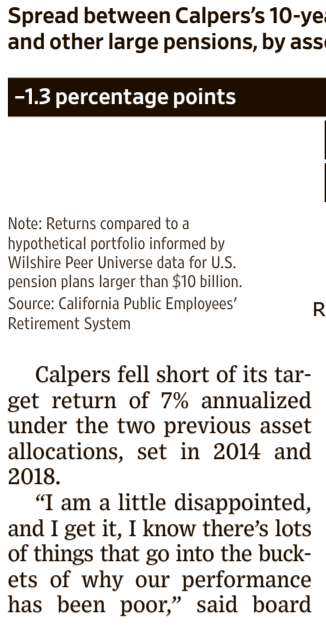 Spread between Calpers's 10-ye
and other large pensions, by ass
–1.3 percentage points
Note: Returns compared to a
hypothetical portfolio informed by
Wilshire Peer Universe data for U.S.
pension plans larger than $10 billion.
Source: California Public Employees'
Retirement System
R
Calpers fell short of its tar-
get return of 7% annualized
under the two previous asset
allocations, set in 2014 and
2018.
“I am a little disappointed,
and I get it, I know there’s lots
of things that go into the buck-
ets of why our performance
has been poor,” said board